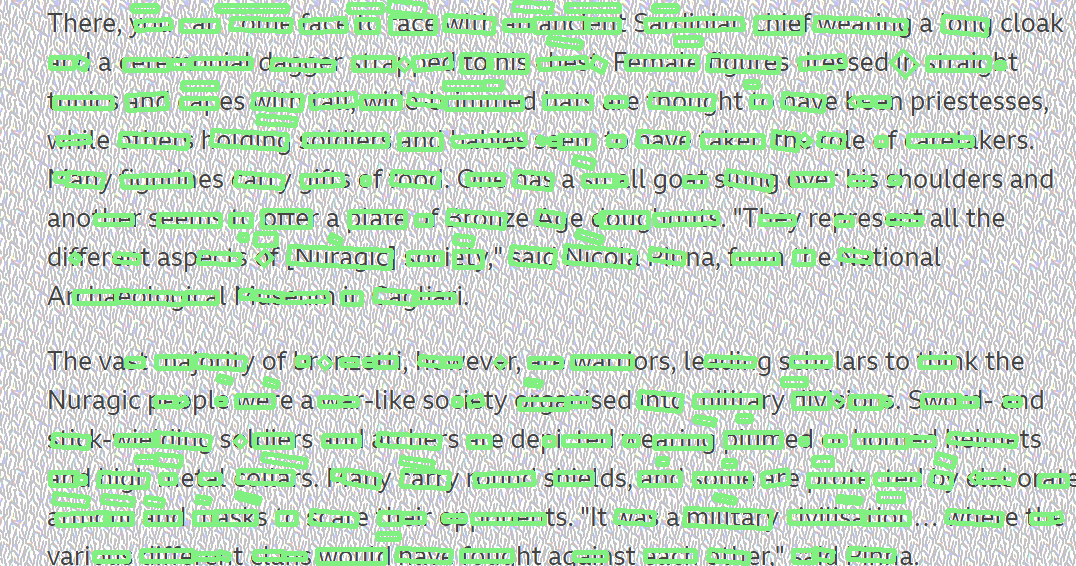 There, you can come face to face with an ancient Sardinian chief wearing a long cloak
and a ceremonial dagger strapped to his chest. Female figures dressed in straight
tunics and capes with tall, wide-brimmed hats are thought to have been priestesses,
while others holding soldiers and babies seem to have taken the role of caretakers.
Many figurines carry gifts of food. One has a small goat slung over his shoulders and
another seems to offer a plate of Bronze Age doughnuts. "They represent all the
different aspects of [Nuragic] society," said Nicola Pinna, from the National
Archaeological Museum in Cagliari.
The vast majority of bronzetti, however, are warriors, leading scholars to think the
Nuragic people were a war-like society organised into military divisions. Sword- and
stick-wielding soldiers and archers are depicted wearing plumed or horned helmets
and high metal collars. Many carry round shields, and some are protected by elaborate
armour and masks to scare their opponents. "It was a military civilisation… where the
various different clans would have fought against each other," said Pinna.